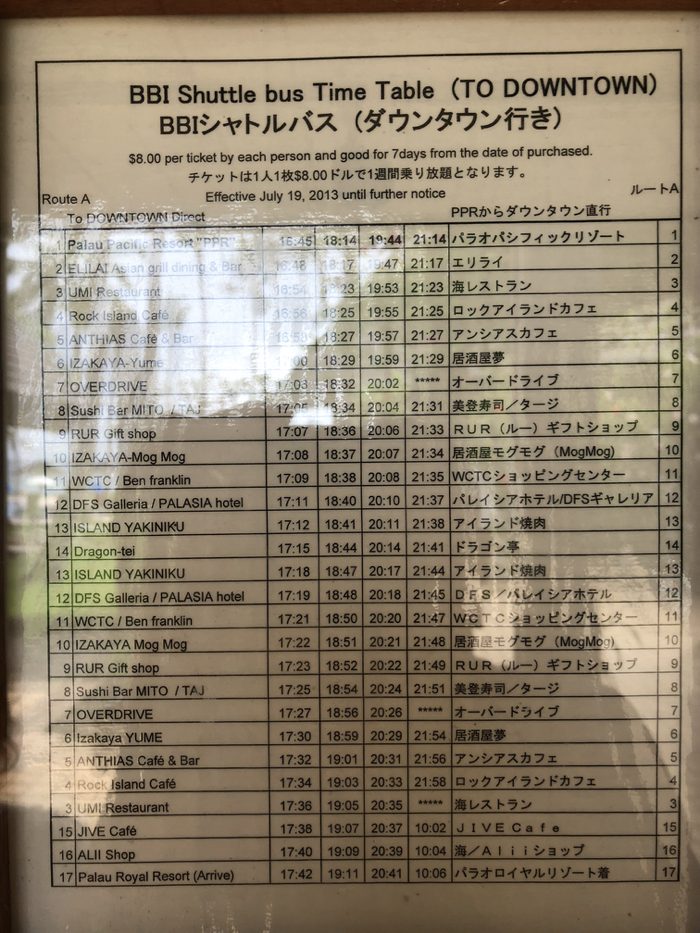 BBI Shuttle bus Time Table (TO DOWNTOWN)
BBIシャトルバス (ダウンタウン行き)
$8.00 per ticket by each person and good for 7days from the date of purchased.
チケットは1人1枚$8.00ドルで1週間乗り放題となります。
Route A Effective July 19, 2013 until further notice ルートA
To DOWNTOWN Direct PPRからダウンタウン直行
1 Palau Pacific Resort "PPR" 16:45 18:14 19:44 21:14 パラオパシフィックリゾート 1
2 ELILAI Asian grill dining & Bar 16:48 18:17 19:47 21:17 エリライ 2
3 UMI Restaurant 16:54 18:23 19:53 21:23 海レストラン 3
4 Rock Island Café 16:56 18:25 19:55 21:25 ロックアイランドカフェ 4
5 ANTHIAS Café & Bar 16:58 18:27 19:57 21:27 アンシアスカフェ 5
6 IZAKAYA-Yume 17:00 18:29 19:59 21:29 居酒屋夢 6
7 OVERDRIVE 17:03 18:32 20:02 ***** オーバードライブ 7
8 Sushi Bar MITO / TAJ 17:05 18:34 20:04 21:31 美登寿司／タージ 8
9 RUR Gift shop 17:07 18:36 20:06 21:33 ＲＵＲ（ルー）ギフトショップ 9
10 IZAKAYA-Mog Mog 17:08 18:37 20:07 21:34 居酒屋モグモグ (MogMog) 10
11 WCTC / Ben franklin 17:09 18:38 20:08 21:35 WCTCショッピングセンター 11
12 DFS Galleria / PALASIA hotel 17:11 18:40 20:10 21:37 パレイシアホテル/DFSギャレリア 12
13 ISLAND YAKINIKU 17:12 18:41 20:11 21:38 アイランド焼肉 13
14 Dragon-tei 17:15 18:44 20:14 21:41 ドラゴン亭 14
13 ISLAND YAKINIKU 17:18 18:47 20:17 21:44 アイランド焼肉 13
12 DFS Galleria / PALASIA hotel 17:19 18:48 20:18 21:45 ＤＦＳ／パレイシアホテル 12
11 WCTC / Ben franklin 17:21 18:50 20:20 21:47 ＷＣＴＣショッピングセンター 11
10 IZAKAYA Mog Mog 17:22 18:51 20:21 21:48 居酒屋モグモグ (MogMog) 10
9 RUR Gift shop 17:23 18:52 20:22 21:49 ＲＵＲ（ルー）ギフトショップ 9
8 Sushi Bar MITO / TAJ 17:25 18:54 20:24 21:51 美登寿司／タージ 8
7 OVERDRIVE 17:27 18:56 20:26 ***** オーバードライブ 7
6 Izakaya YUME 17:30 18:59 20:29 21:54 居酒屋夢 6
5 ANTHIAS Café & Bar 17:32 19:01 20:31 21:56 アンシアスカフェ 5
4 Rock Island Café 17:34 19:03 20:33 21:58 ロックアイランドカフェ 4
3 UMI Restaurant 17:36 19:05 20:35 ***** 海レストラン 3
15 JIVE Café 17:38 19:07 20:37 10:02 ＪＩＶＥ Ｃａｆｅ 15
16 ALII Shop 17:40 19:09 20:39 10:04 海／Ａｌｉｉショップ 16
17 Palau Royal Resort (Arrive) 17:42 19:11 20:41 10:06 パラオロイヤルリゾート着 17